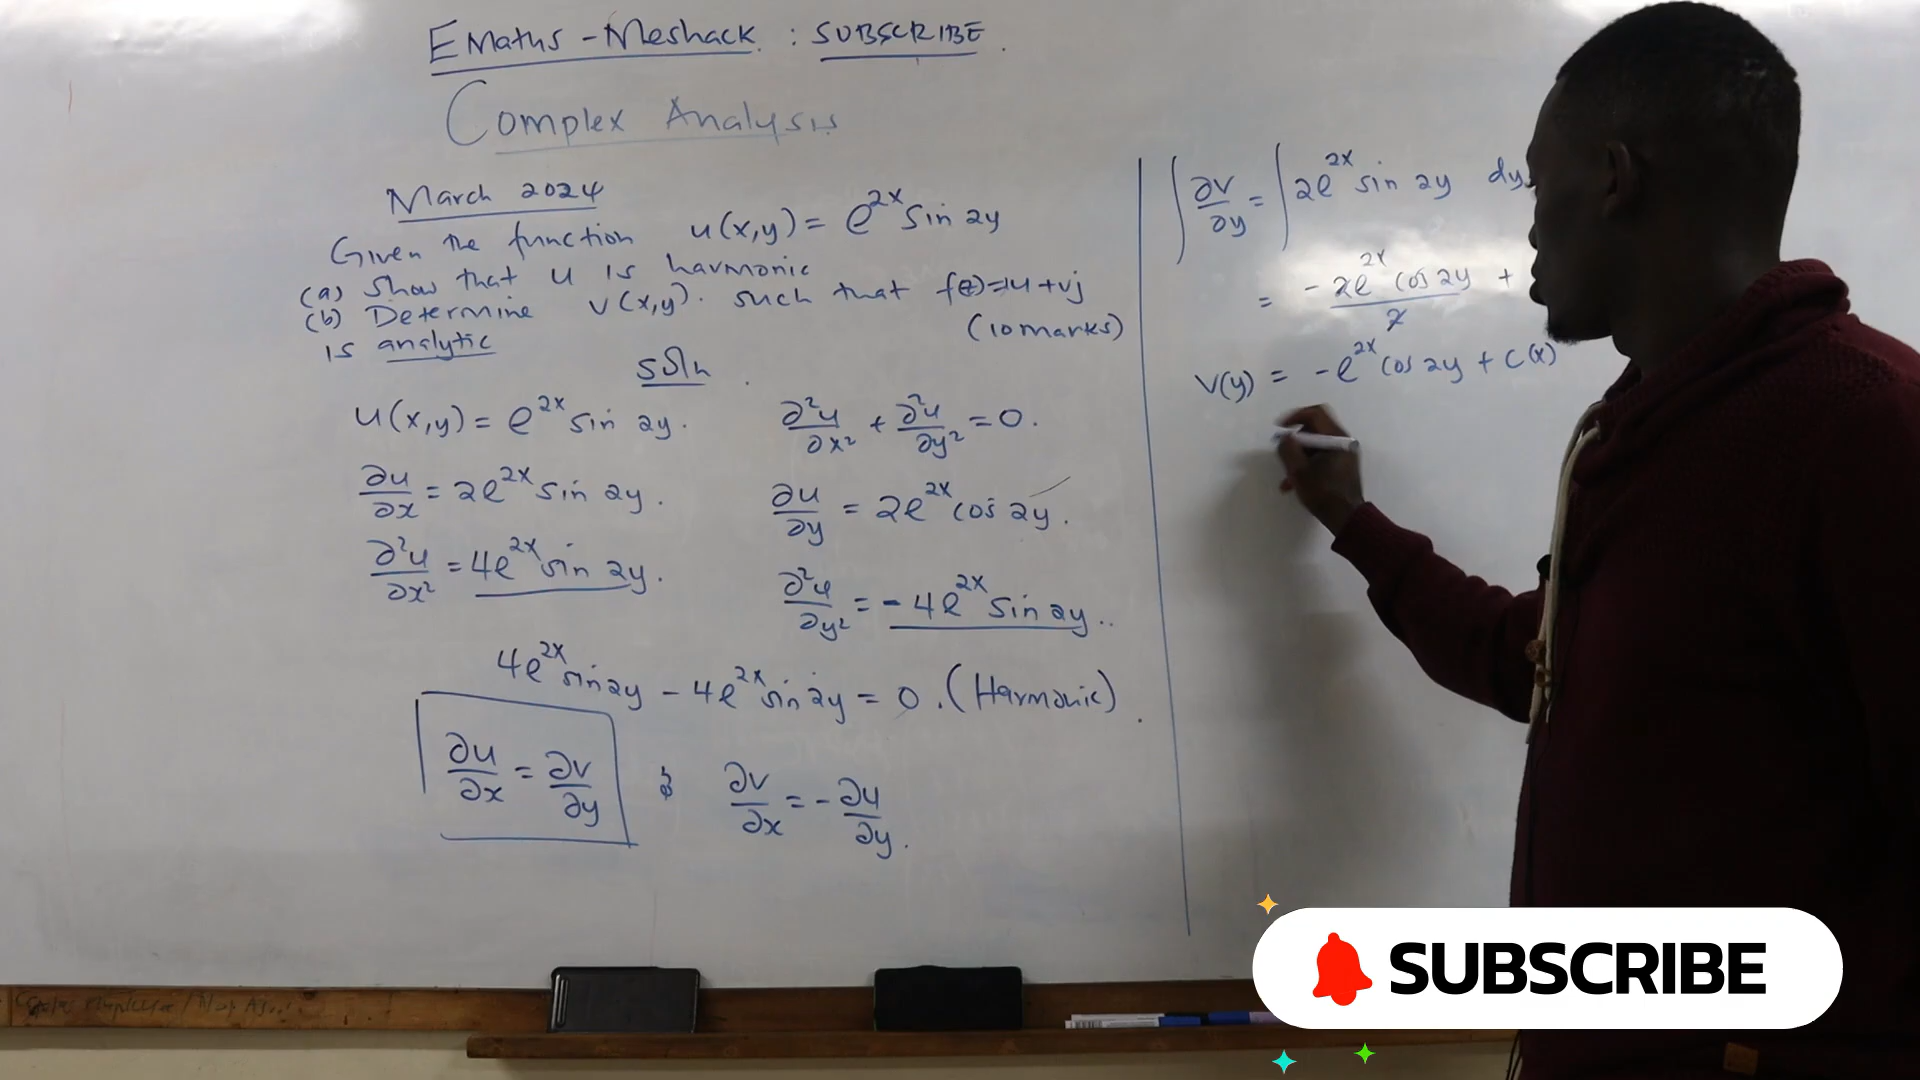 EMaths - Meshack : SUBSCRIBE
Complex Analysis
March 2024
Given the function u(x,y) = e^{2x} sin 2y
(a) Show that u is harmonic
(b) Determine v(x,y). such that f(z)=u+vj
is analytic (10 marks)
soln
u(x,y) = e^{2x} sin 2y.
∂u/∂x = 2e^{2x} sin 2y.
∂²u/∂x² = 4e^{2x} sin 2y.
∂²u/∂x² + ∂²u/∂y² = 0.
∂u/∂y = 2e^{2x} cos 2y.
∂²u/∂y² = -4e^{2x} sin 2y..
4e^{2x} sin 2y - 4e^{2x} sin 2y = 0. (Harmonic)
∂u/∂x = ∂v/∂y & ∂v/∂x = -∂u/∂y.
∫ ∂v/∂y = ∫ 2e^{2x} sin 2y dy
= -2e^{2x} cos 2y / 2 +
v(y) = -e^{2x} cos 2y + c(x)
SUBSCRIBE